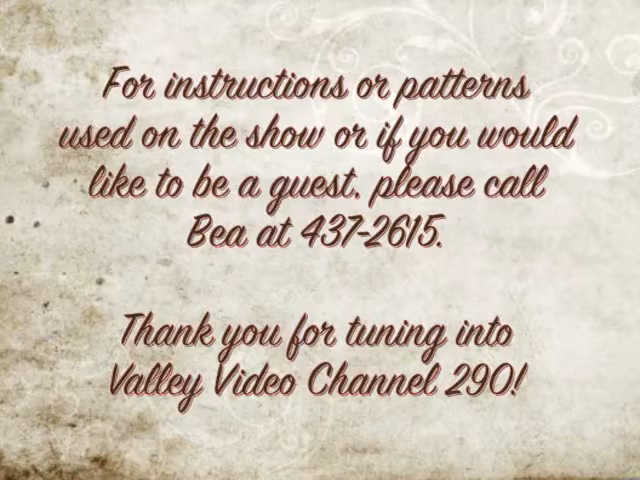 For instructions or patterns
used on the show or if you would
like to be a guest, please call
Bea at 437-2615.
Thank you for tuning into
Valley Video Channel 290!